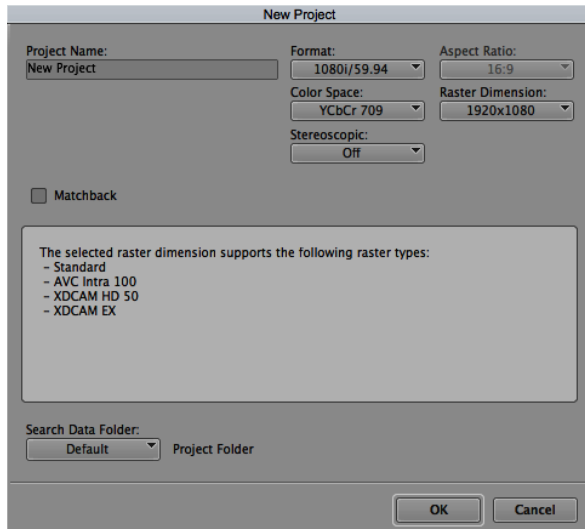 New Project
Project Name:
New Project
Format:
1080i/59.94
Aspect Ratio:
16:9
Color Space:
YCbCr 709
Raster Dimension:
1920x1080
Stereoscopic:
Off
Matchback
The selected raster dimension supports the following raster types:
– Standard
– AVC Intra 100
– XDCAM HD 50
– XDCAM EX
Search Data Folder:
Default
Project Folder
OK
Cancel